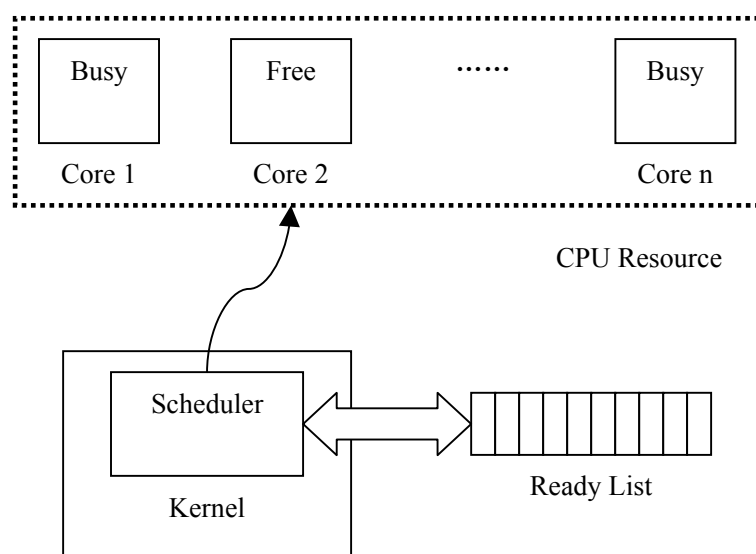 Busy
Free
……
Busy
Core 1
Core 2
Core n
CPU Resource
Scheduler
Kernel
Ready List